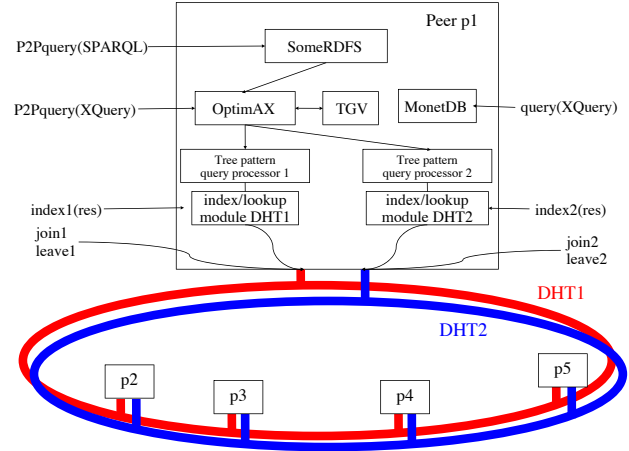 Peer p1
P2Pquery(SPARQL)
SomeRDFS
P2Pquery(XQuery)
OptimAX
TGV
MonetDB
query(XQuery)
Tree pattern
query processor 1
Tree pattern
query processor 2
index1(res)
index/lookup
module DHT1
index/lookup
module DHT2
index2(res)
join1
leave1
join2
leave2
DHT1
DHT2
p2
p3
p4
p5